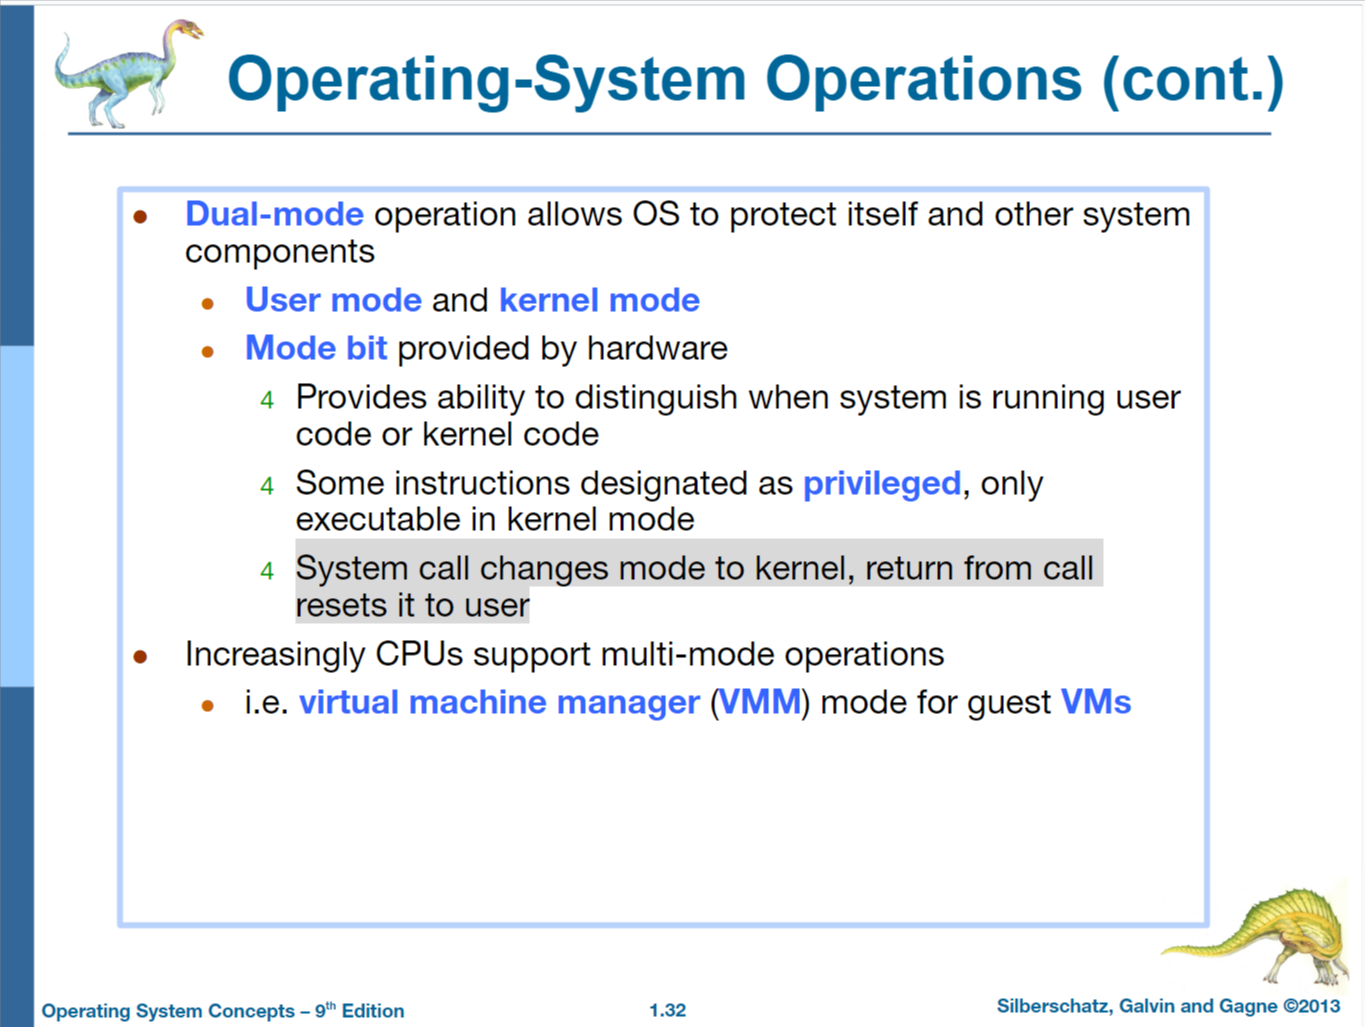 Operating-System Operations (cont.)
● Dual-mode operation allows OS to protect itself and other system
components
● User mode and kernel mode
● Mode bit provided by hardware
4 Provides ability to distinguish when system is running user
code or kernel code
4 Some instructions designated as privileged, only
executable in kernel mode
4 System call changes mode to kernel, return from call
resets it to user
● Increasingly CPUs support multi-mode operations
● i.e. virtual machine manager (VMM) mode for guest VMs
Operating System Concepts – 9th Edition
1.32
Silberschatz, Galvin and Gagne ©2013